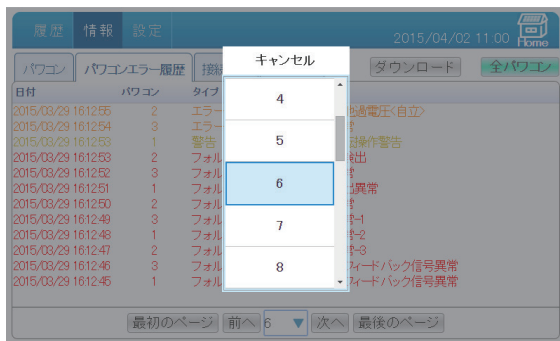 履歴 情報 設定
2015/04/02 11:00 Home
パワコン パワコンエラー履歴 接続 ダウンロード 全パワコン
キャンセル
4
5
6
7
8
日付 パワコン タイプ
2015/03/29 16:12:55 2 エラー 過電圧<自立>
2015/03/29 16:12:54 3 エラー
2015/03/29 16:12:53 1 警告 操作警告
2015/03/29 16:12:53 2 フォル 検出
2015/03/29 16:12:52 3 フォル
2015/03/29 16:12:51 1 フォル 異常
2015/03/29 16:12:50 2 フォル
2015/03/29 16:12:49 3 フォル -1
2015/03/29 16:12:48 1 フォル -2
2015/03/29 16:12:47 2 フォル -3
2015/03/29 16:12:46 3 フォル フィードバック信号異常
2015/03/29 16:12:45 1 フォル フィードバック信号異常
最初のページ 前へ 6 次へ 最後のページ